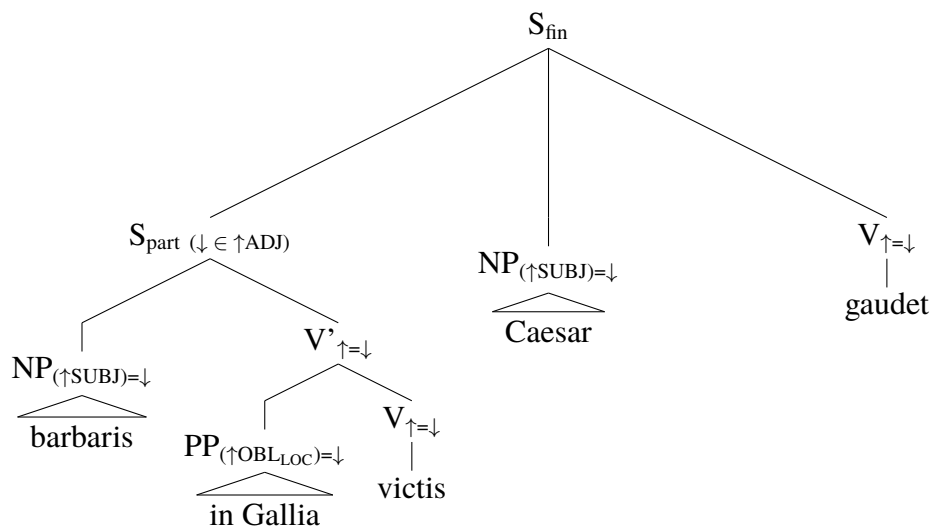 S_fin
S_part (↓ ∈ ↑ADJ)
NP_(↑SUBJ)=↓
V_↑=↓
Caesar
gaudet
NP_(↑SUBJ)=↓
V’_↑=↓
barbaris
PP_(↑OBL_LOC)=↓
V_↑=↓
in Gallia
victis